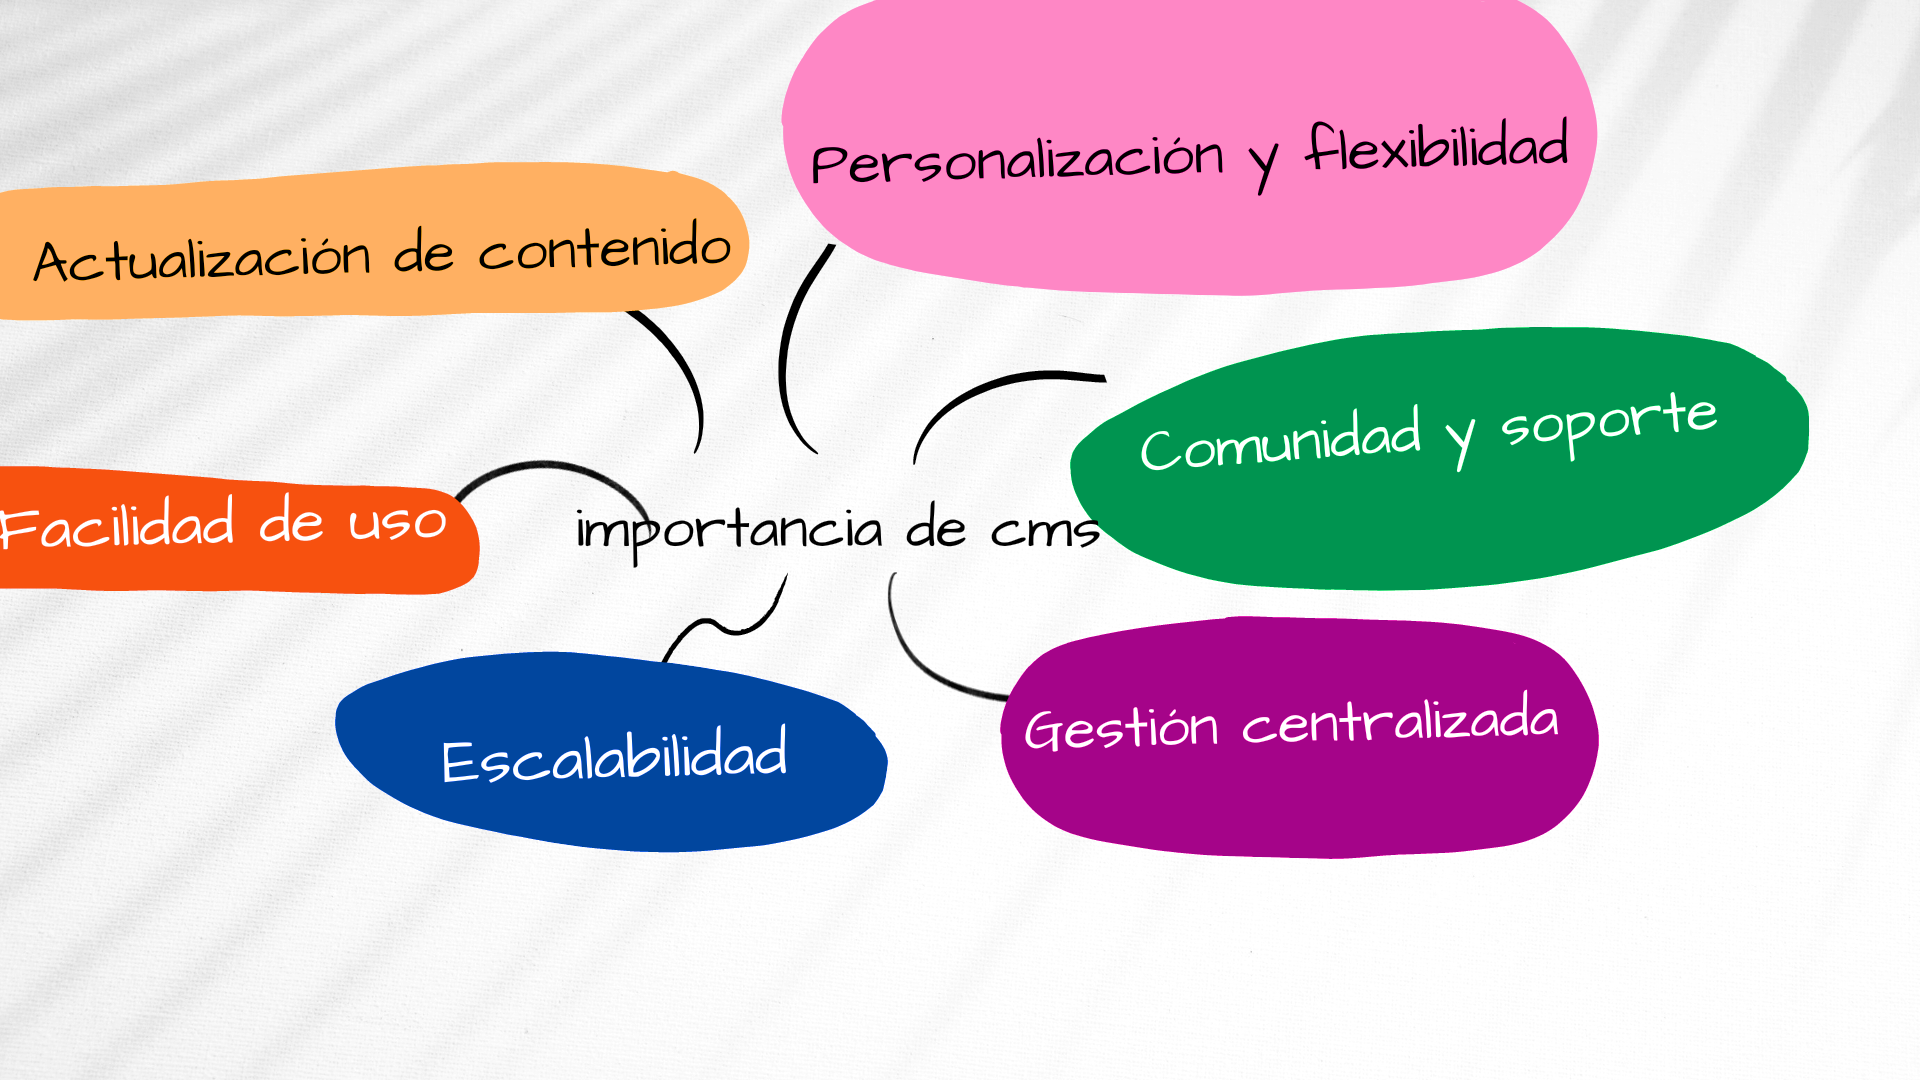 Personalización y flexibilidad
Actualización de contenido
Comunidad y soporte
Facilidad de uso
importancia de cms
Escalabilidad
Gestión centralizada